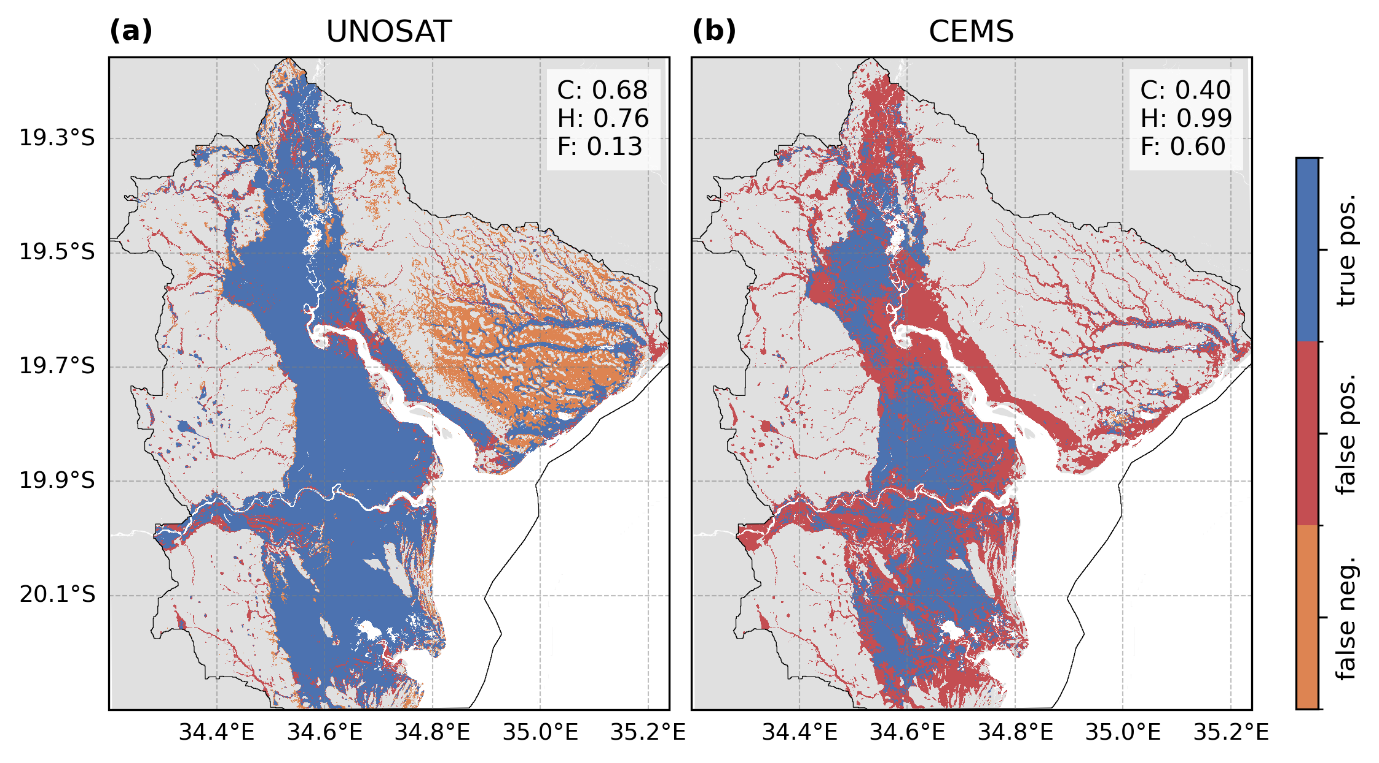 (a) UNOSAT
(b) CEMS
C: 0.68
H: 0.76
F: 0.13
C: 0.40
H: 0.99
F: 0.60
19.3°S
19.5°S
19.7°S
19.9°S
20.1°S
34.4°E 34.6°E 34.8°E 35.0°E 35.2°E
34.4°E 34.6°E 34.8°E 35.0°E 35.2°E
true pos.
false pos.
false neg.